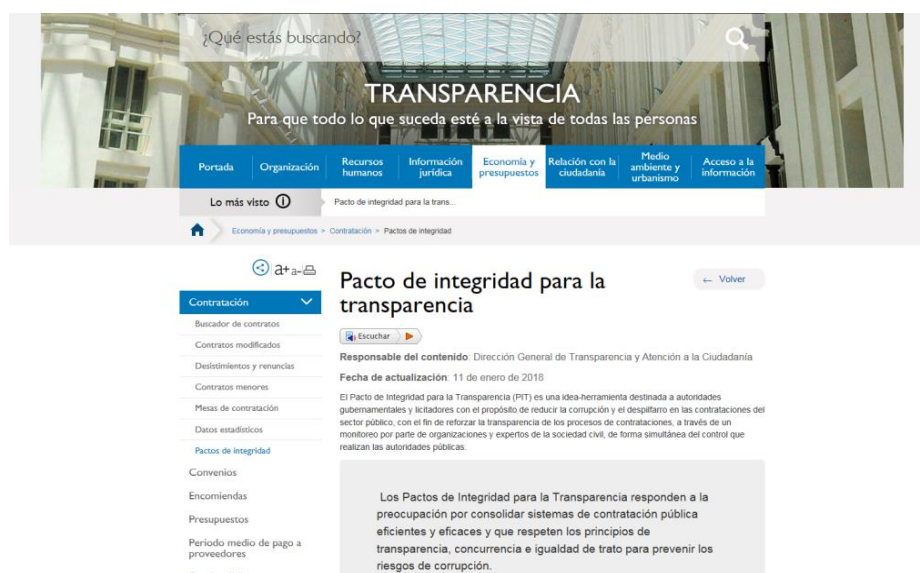 ¿Qué estás buscando?
TRANSPARENCIA
Para que todo lo que suceda esté a la vista de todas las personas
Portada
Organización
Recursos
humanos
Información
jurídica
Economía y
presupuestos
Relación con la
ciudadanía
Medio
ambiente y
urbanismo
Acceso a la
información
Lo más visto
Pacto de integridad para la trans...
Economía y presupuestos > Contratación > Pactos de integridad
a+ a-
Contratación
Buscador de contratos
Contratos modificados
Desistimientos y renuncias
Contratos menores
Mesas de contratación
Datos estadísticos
Pactos de integridad
Convenios
Encomiendas
Presupuestos
Periodo medio de pago a
proveedores
Pacto de integridad para la
transparencia
← Volver
Escuchar
Responsable del contenido: Dirección General de Transparencia y Atención a la Ciudadanía
Fecha de actualización: 11 de enero de 2018
El Pacto de Integridad para la Transparencia (PIT) es una idea-herramienta destinada a autoridades
gubernamentales y licitadores con el propósito de reducir la corrupción y el despilfarro en las contrataciones del
sector público, con el fin de reforzar la transparencia de los procesos de contrataciones, a través de un
monitoreo por parte de organizaciones y expertos de la sociedad civil, de forma simultánea del control que
realizan las autoridades públicas.
Los Pactos de Integridad para la Transparencia responden a la
preocupación por consolidar sistemas de contratación pública
eficientes y eficaces y que respeten los principios de
transparencia, concurrencia e igualdad de trato para prevenir los
riesgos de corrupción.